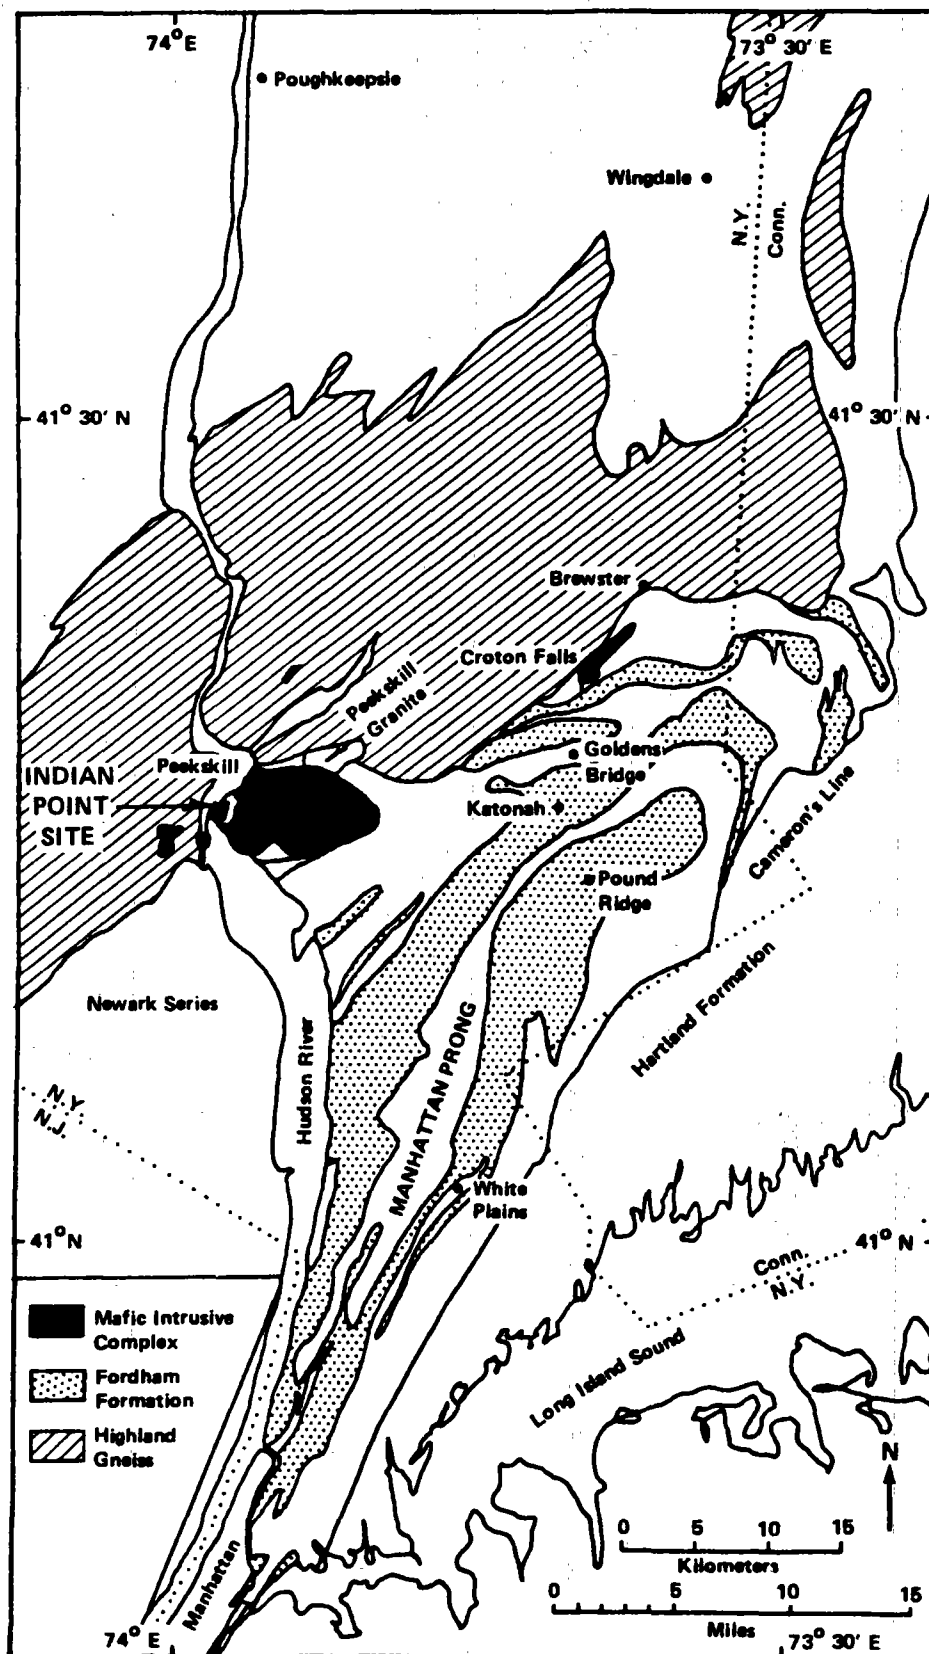 74° E
73° 30' E
Poughkeepsie
Wingdale
N.Y.
Conn.
41° 30' N
41° 30' N
Brewster
Croton Falls
Peekskill
Granite
Peekskill
Goldens
Bridge
INDIAN
POINT
SITE
Katonah
Cameron's Line
Pound
Ridge
Newark Series
Hartland Formation
Hudson River
MANHATTAN PRONG
N.Y.
N.J.
White
Plains
41° N
41° N
Conn.
N.Y.
Mafic Intrusive
Complex
Fordham
Formation
Highland
Gneiss
Long Island Sound
N
0 5 10 15
Kilometers
0 5 10 15
Miles
Manhattan
74° E
73° 30' E